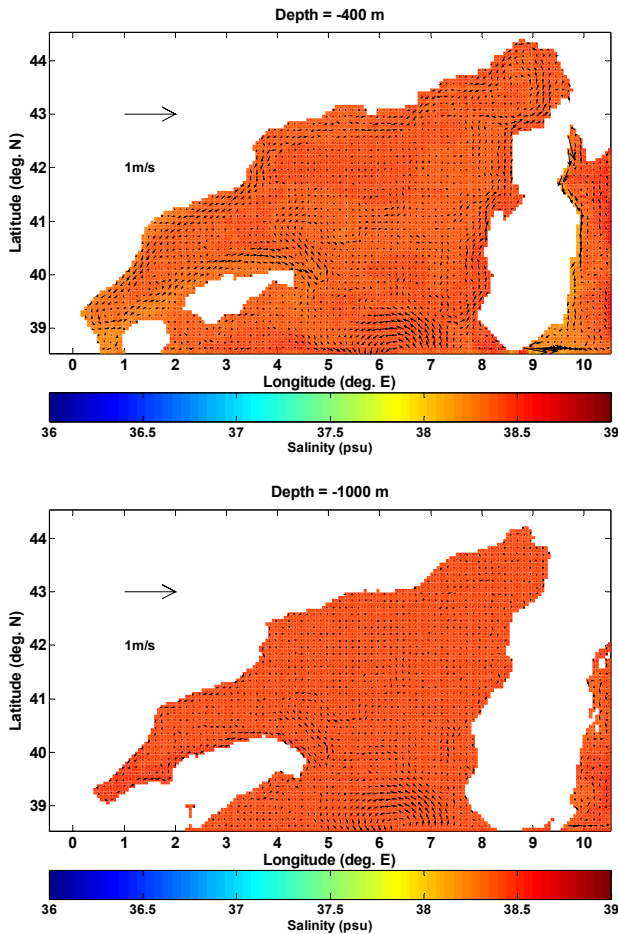 Depth = -400 m
44
43
42
41
40
39
Latitude (deg. N)
1m/s
0 1 2 3 4 5 6 7 8 9 10
Longitude (deg. E)
36 36.5 37 37.5 38 38.5 39
Salinity (psu)
Depth = -1000 m
44
43
42
41
40
39
Latitude (deg. N)
1m/s
0 1 2 3 4 5 6 7 8 9 10
Longitude (deg. E)
36 36.5 37 37.5 38 38.5 39
Salinity (psu)